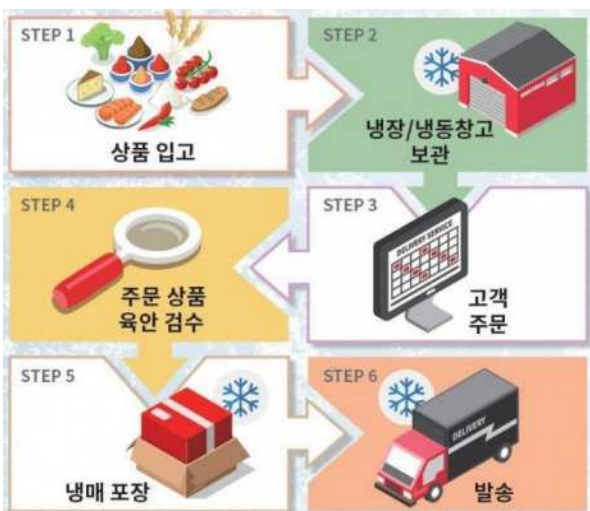 STEP 1
상품 입고
STEP 2
냉장/냉동창고
보관
STEP 3
DELIVERY SERVICE
고객
주문
STEP 4
주문 상품
육안 검수
STEP 5
냉매 포장
STEP 6
DELIVERY
발송